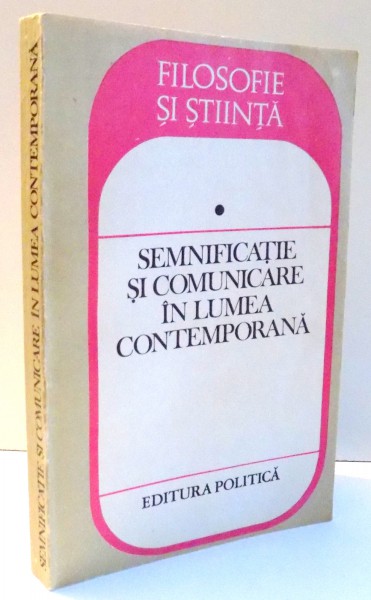 FILOSOFIE
ȘI ȘTIINȚĂ
SEMNIFICAȚIE
ȘI COMUNICARE
ÎN LUMEA
CONTEMPORANĂ
EDITURA POLITICĂ
SEMNIFICAȚIE ȘI COMUNICARE ÎN LUMEA CONTEMPORANĂ